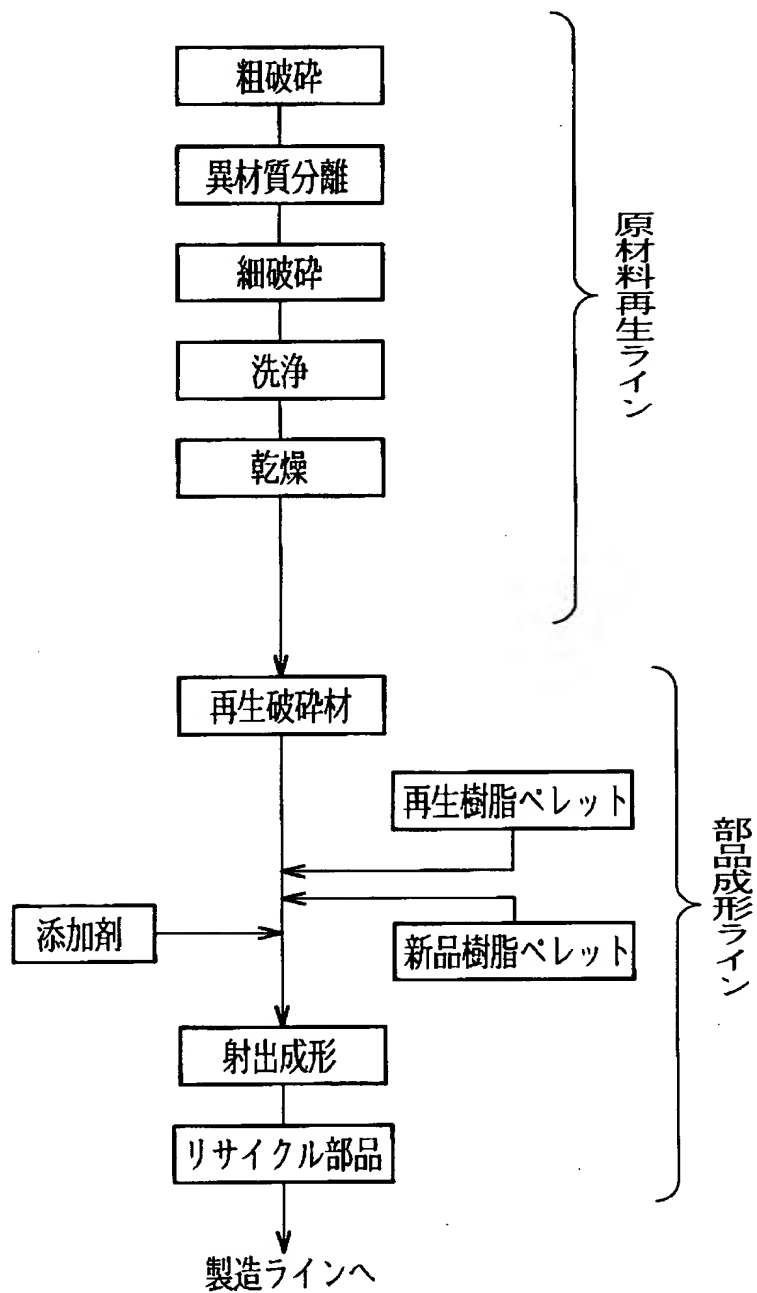 粗破砕
異材質分離
細破砕
洗浄
乾燥
原材料再生ライン
再生破砕材
再生樹脂ペレット
添加剤
新品樹脂ペレット
射出成形
リサイクル部品
部品成形ライン
製造ラインへ